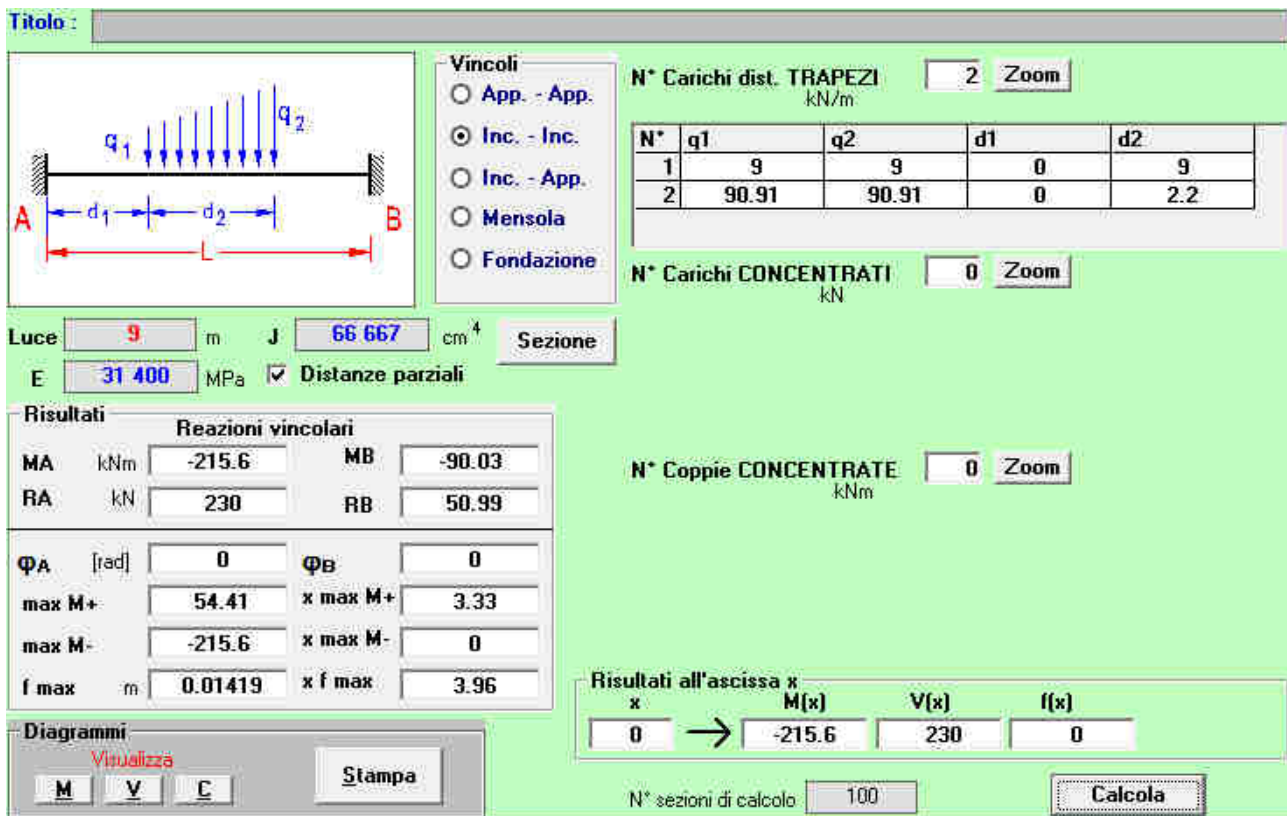 Titolo :
q1 q2
A d1 d2 B
L
Vincoli
App. - App.
Inc. - Inc.
Inc. - App.
Mensola
Fondazione
N° Carichi dist. TRAPEZI 2 Zoom
kN/m
N° q1 q2 d1 d2
1 9 9 0 9
2 90.91 90.91 0 2.2
N° Carichi CONCENTRATI 0 Zoom
kN
Luce 9 m J 66 667 cm4 Sezione
E 31 400 MPa Distanze parziali
Risultati
Reazioni vincolari
MA kNm -215.6 MB -90.03
RA kN 230 RB 50.99
N° Coppie CONCENTRATE 0 Zoom
kNm
φA [rad] 0 φB 0
max M+ 54.41 x max M+ 3.33
max M- -215.6 x max M- 0
f max m 0.01419 x f max 3.96
Risultati all'ascissa x
x M(x) V(x) f(x)
0 -215.6 230 0
Diagrammi
Visualizza
M V C Stampa
N° sezioni di calcolo 100 Calcola